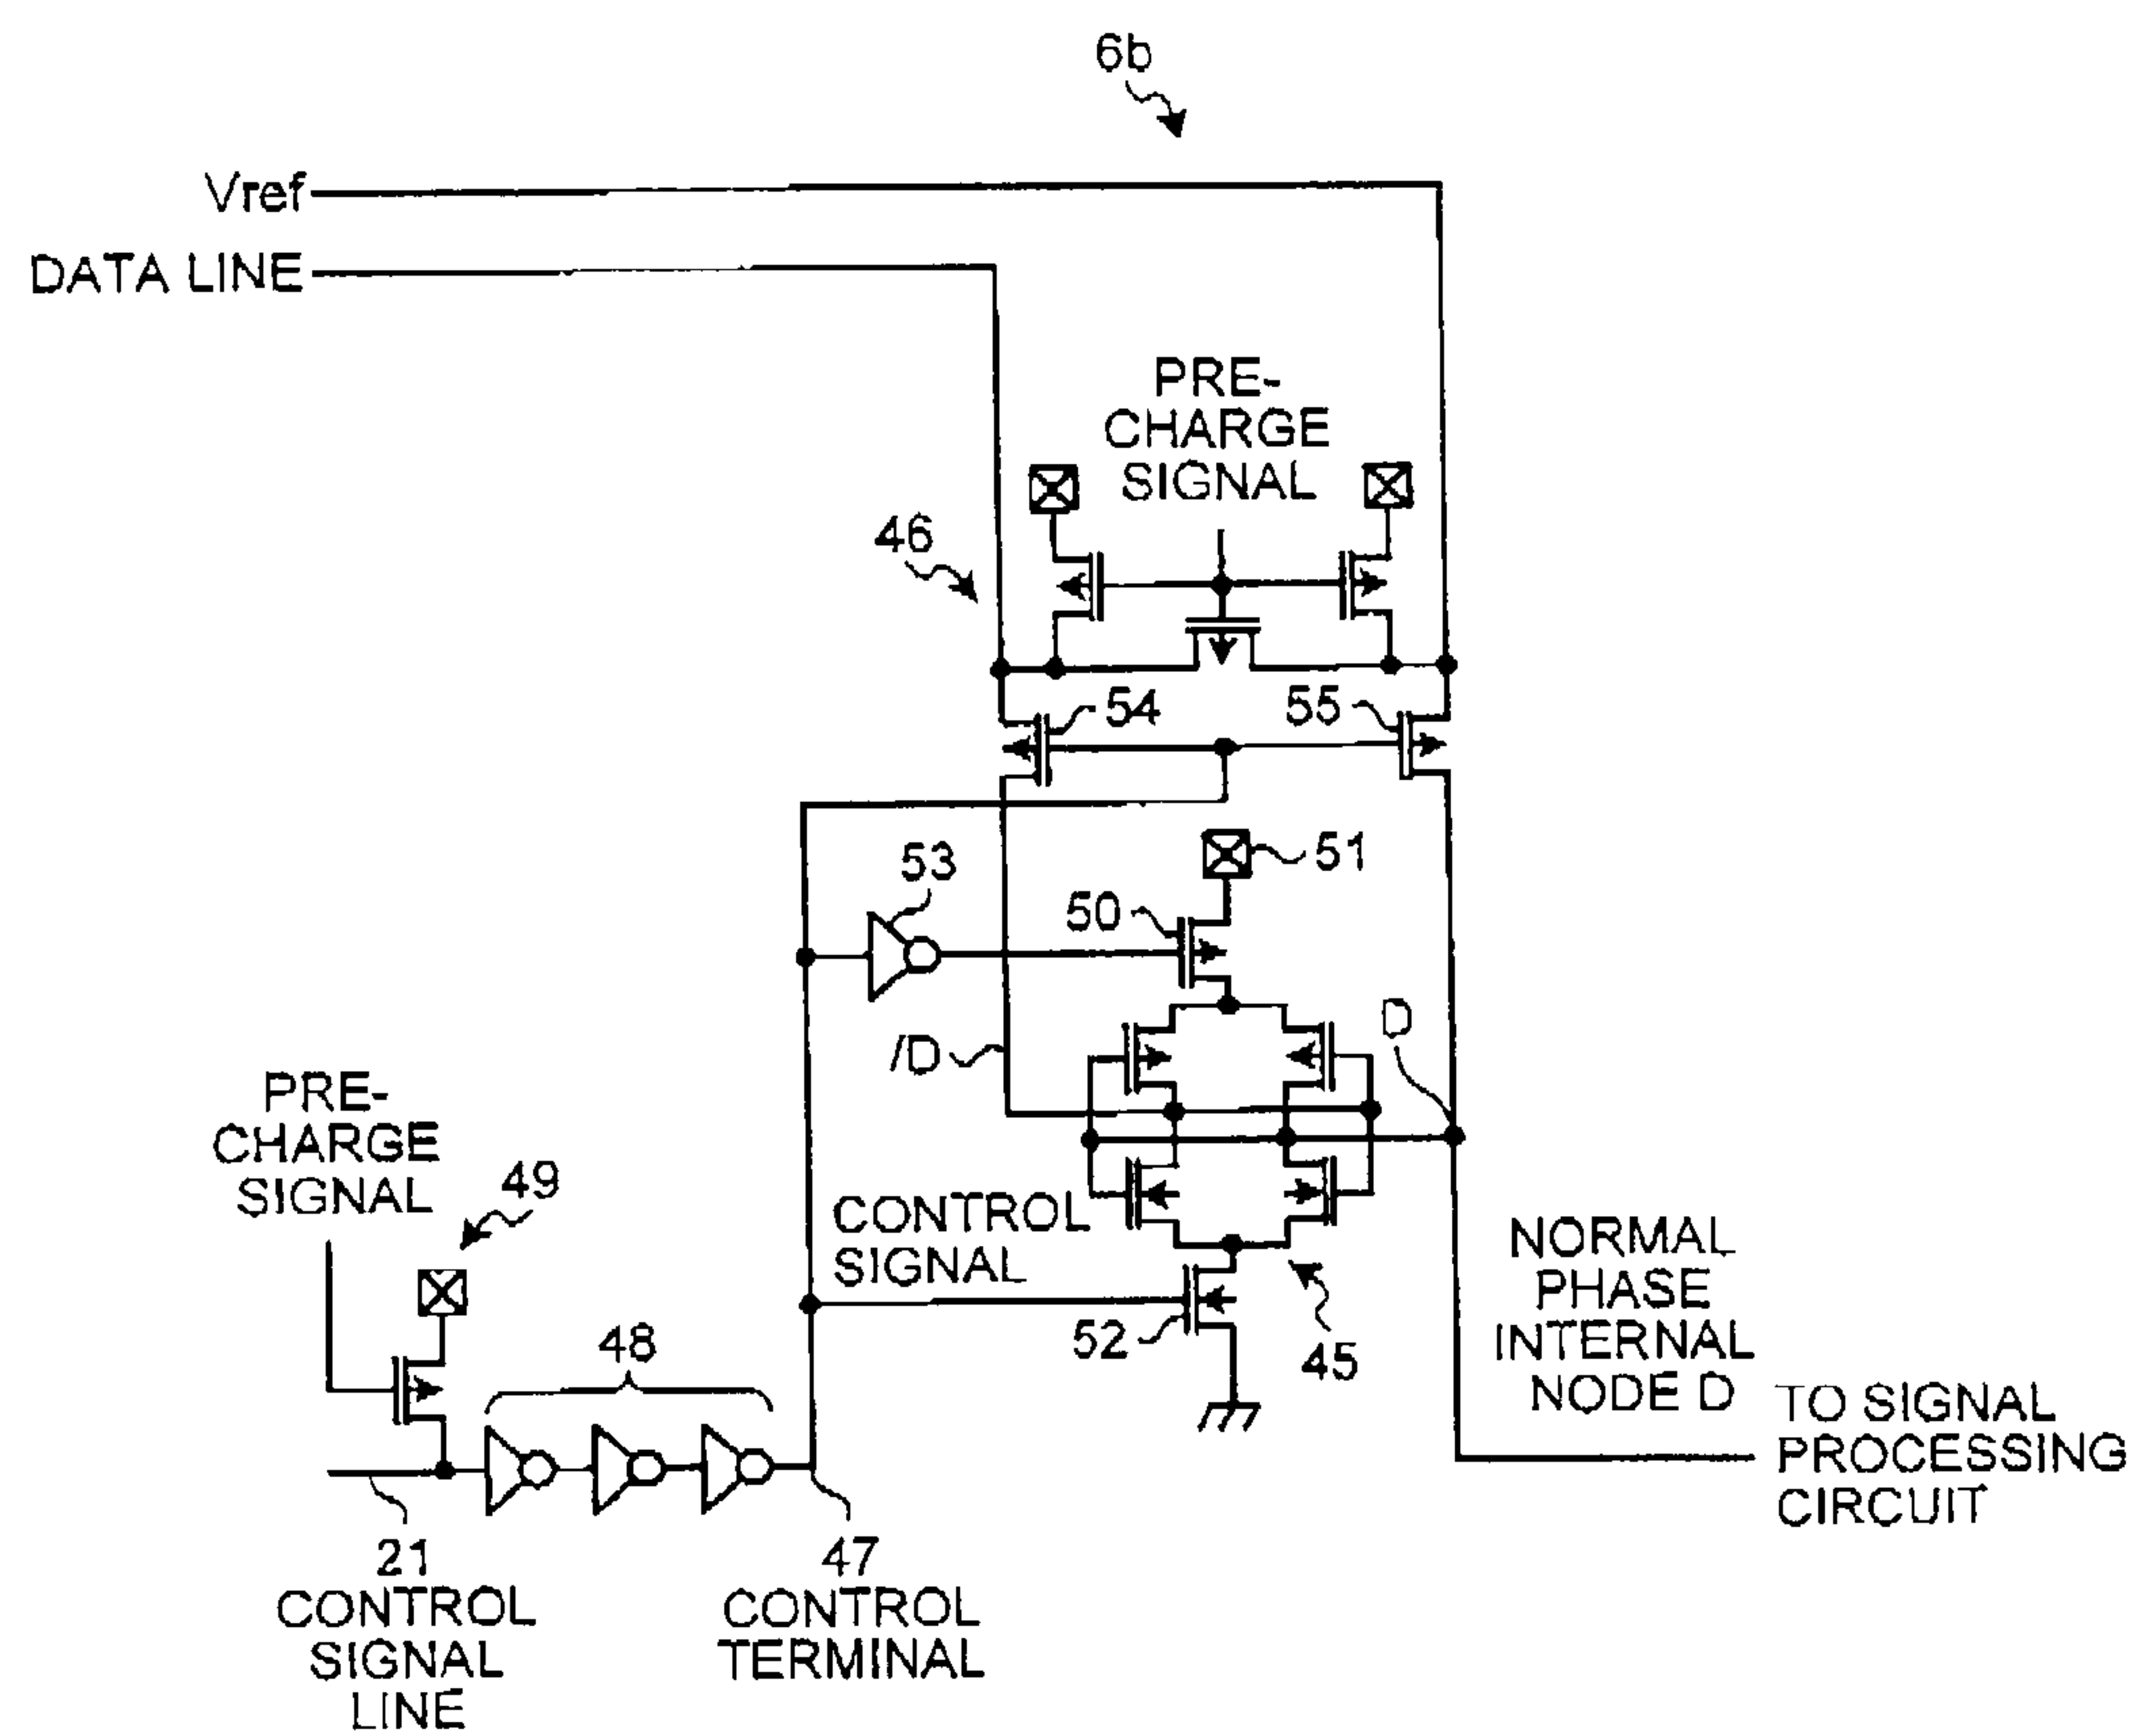 6b
Vref
DATA LINE
PRE-
CHARGE
SIGNAL
46
54
55
51
53
50
/D
D
PRE-
CHARGE
SIGNAL
49
CONTROL
SIGNAL
48
52
45
NORMAL
PHASE
INTERNAL
NODE D
TO SIGNAL
PROCESSING
CIRCUIT
21
CONTROL
SIGNAL
LINE
47
CONTROL
TERMINAL